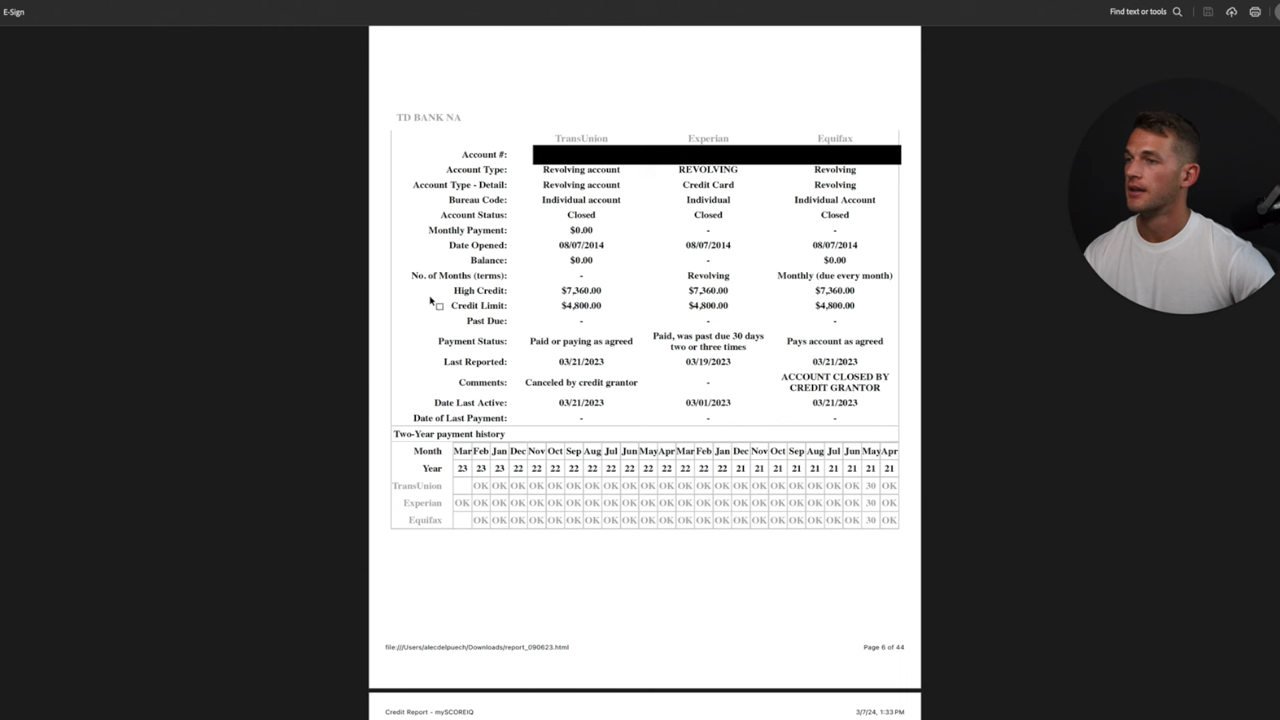 E-Sign
Find text or tools
TD BANK NA
TransUnion Experian Equifax
Account #:
Account Type: Revolving account REVOLVING Revolving
Account Type - Detail: Revolving account Credit Card Revolving
Bureau Code: Individual account Individual Individual Account
Account Status: Closed Closed Closed
Monthly Payment: $0.00 - -
Date Opened: 08/07/2014 08/07/2014 08/07/2014
Balance: $0.00 - $0.00
No. of Months (terms): - Revolving Monthly (due every month)
High Credit: $7,360.00 $7,360.00 $7,360.00
Credit Limit: $4,800.00 $4,800.00 $4,800.00
Past Due: - - -
Payment Status: Paid or paying as agreed Paid, was past due 30 days two or three times Pays account as agreed
Last Reported: 03/21/2023 03/19/2023 03/21/2023
Comments: Canceled by credit grantor - ACCOUNT CLOSED BY CREDIT GRANTOR
Date Last Active: 03/21/2023 03/01/2023 03/21/2023
Date of Last Payment: - - -
Two-Year payment history
Month Mar Feb Jan Dec Nov Oct Sep Aug Jul Jun May Apr Mar Feb Jan Dec Nov Oct Sep Aug Jul Jun May Apr
Year 23 23 23 22 22 22 22 22 22 22 22 22 22 22 22 21 21 21 21 21 21 21 21 21
TransUnion OK OK OK OK OK OK OK OK OK OK OK OK OK OK OK OK OK OK OK OK OK 30 OK
Experian OK OK OK OK OK OK OK OK OK OK OK OK OK OK OK OK OK OK OK OK OK OK 30 OK
Equifax OK OK OK OK OK OK OK OK OK OK OK OK OK OK OK OK OK OK OK OK OK 30 OK
file:///Users/alecdelpuech/Downloads/report_090623.html Page 6 of 44
Credit Report - mySCOREIQ 3/7/24, 1:33 PM